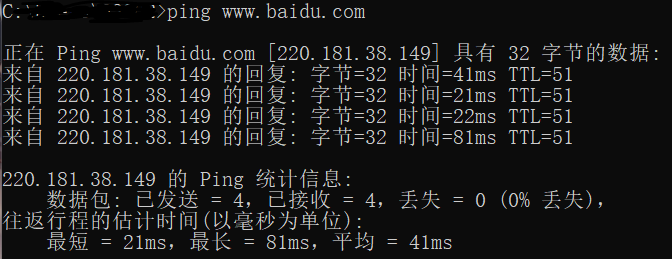 C:\>ping www.baidu.com
正在 Ping www.baidu.com [220.181.38.149] 具有 32 字节的数据:
来自 220.181.38.149 的回复: 字节=32 时间=41ms TTL=51
来自 220.181.38.149 的回复: 字节=32 时间=21ms TTL=51
来自 220.181.38.149 的回复: 字节=32 时间=22ms TTL=51
来自 220.181.38.149 的回复: 字节=32 时间=81ms TTL=51
220.181.38.149 的 Ping 统计信息:
数据包: 已发送 = 4，已接收 = 4，丢失 = 0 (0% 丢失)，
往返行程的估计时间(以毫秒为单位):
最短 = 21ms，最长 = 81ms，平均 = 41ms